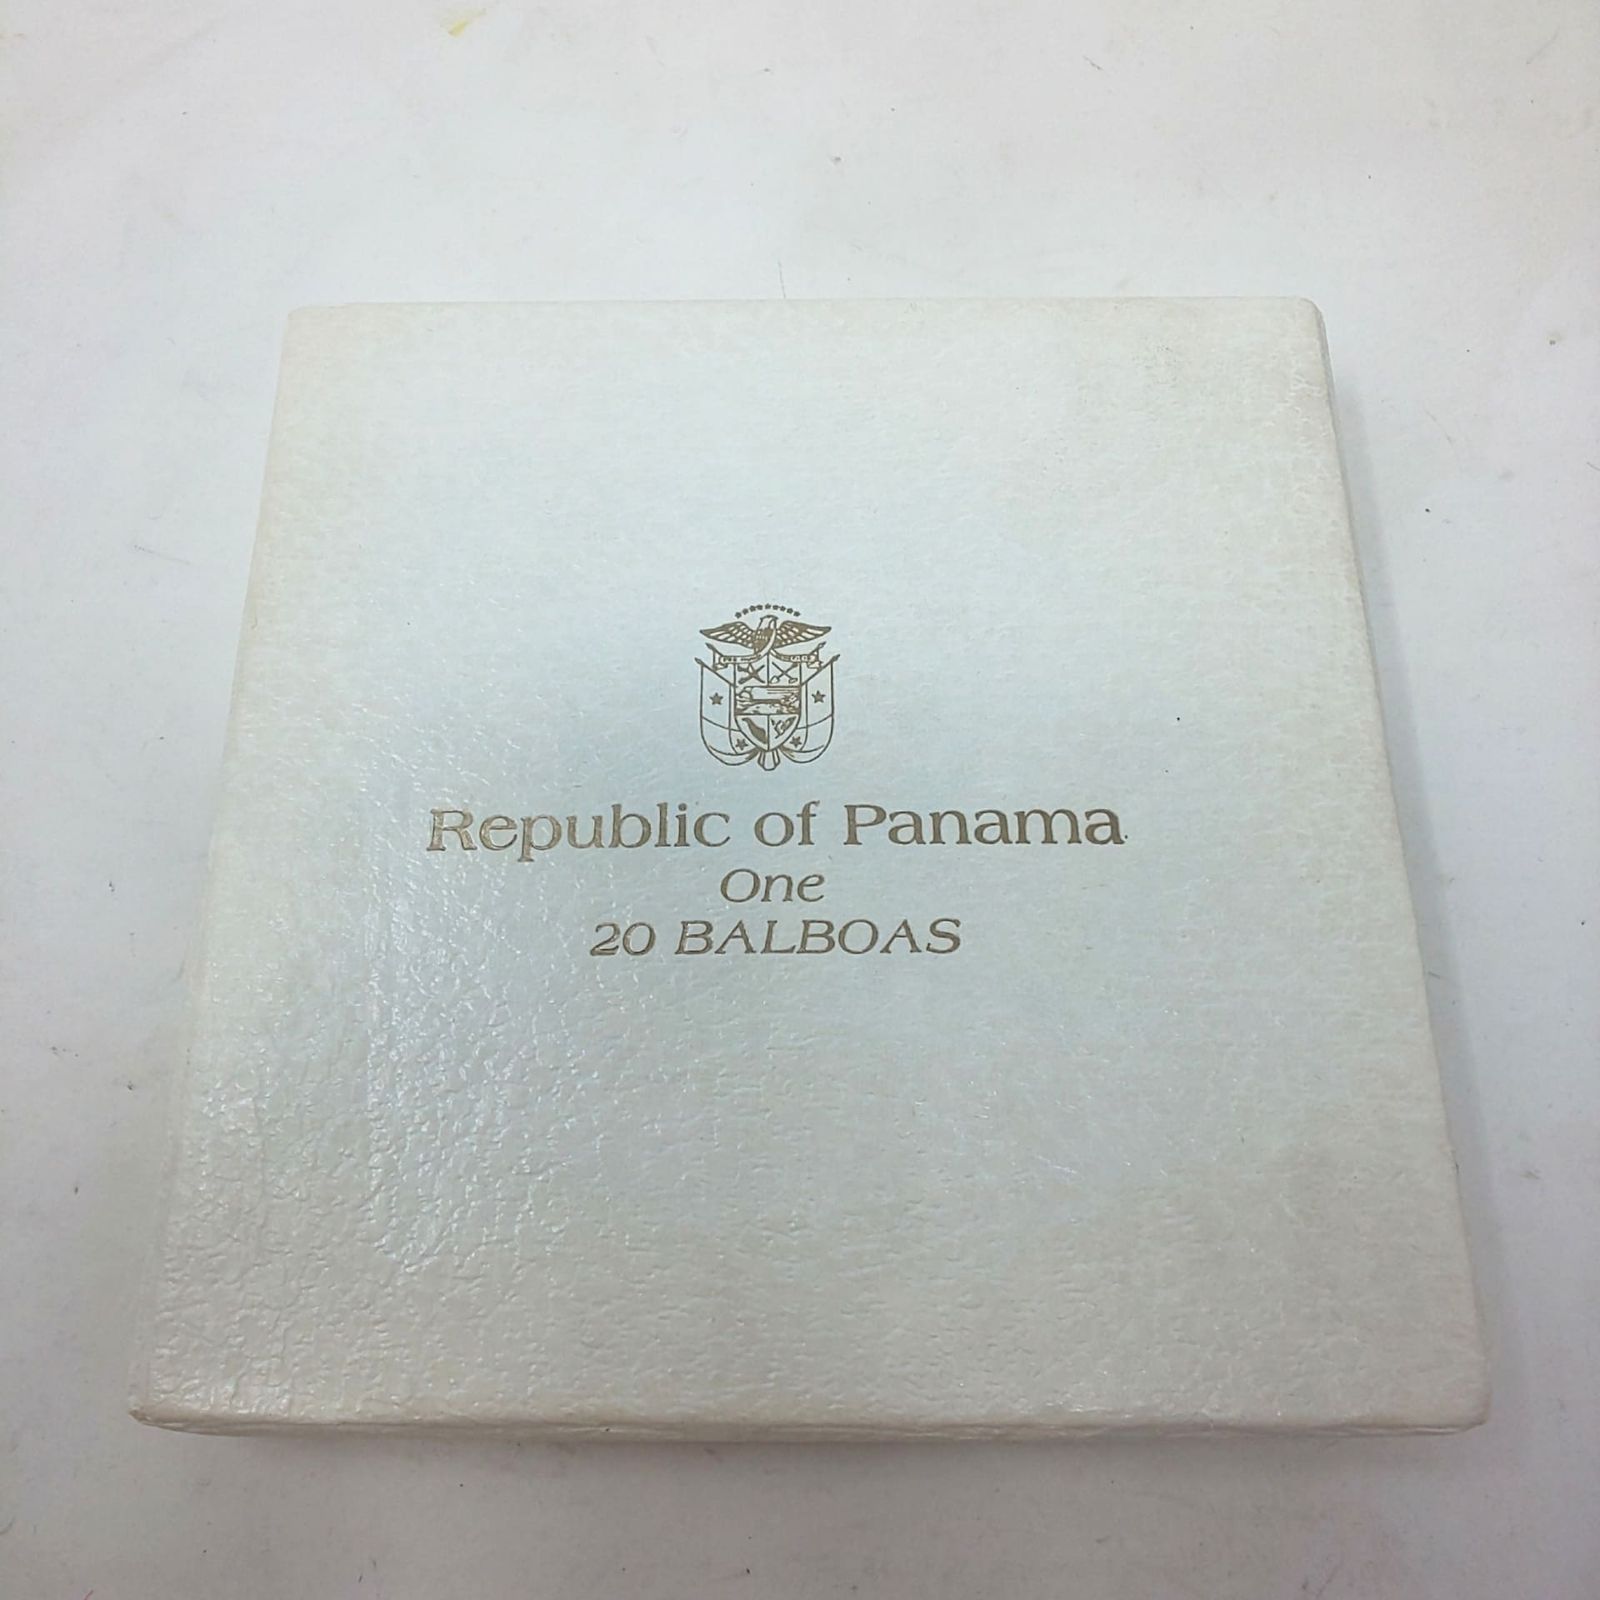 Republic of Panama
One
20 BALBOAS